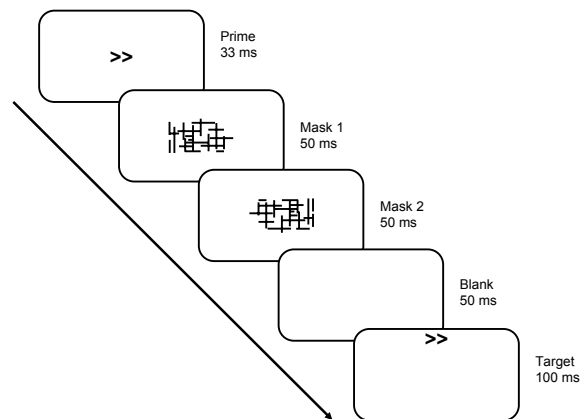 >>
Prime
33 ms
Mask 1
50 ms
Mask 2
50 ms
Blank
50 ms
>>
Target
100 ms